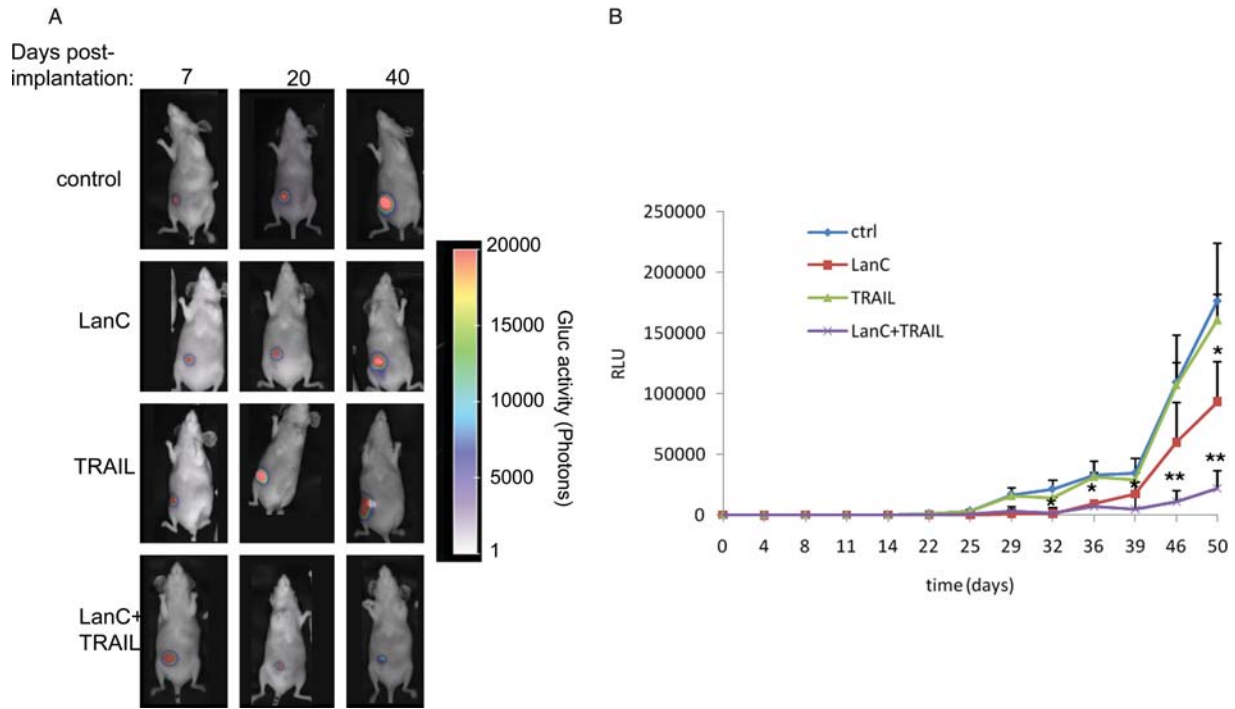 A
Days post-
implantation:
7
20
40
control
LanC
TRAIL
LanC+
TRAIL
20000
15000
10000
5000
1
Gluc activity (Photons)
B
250000
200000
150000
100000
50000
0
RLU
ctrl
LanC
TRAIL
LanC+TRAIL
*
*
*
**
*
**
0 4 8 11 14 22 25 29 32 36 39 46 50
time (days)